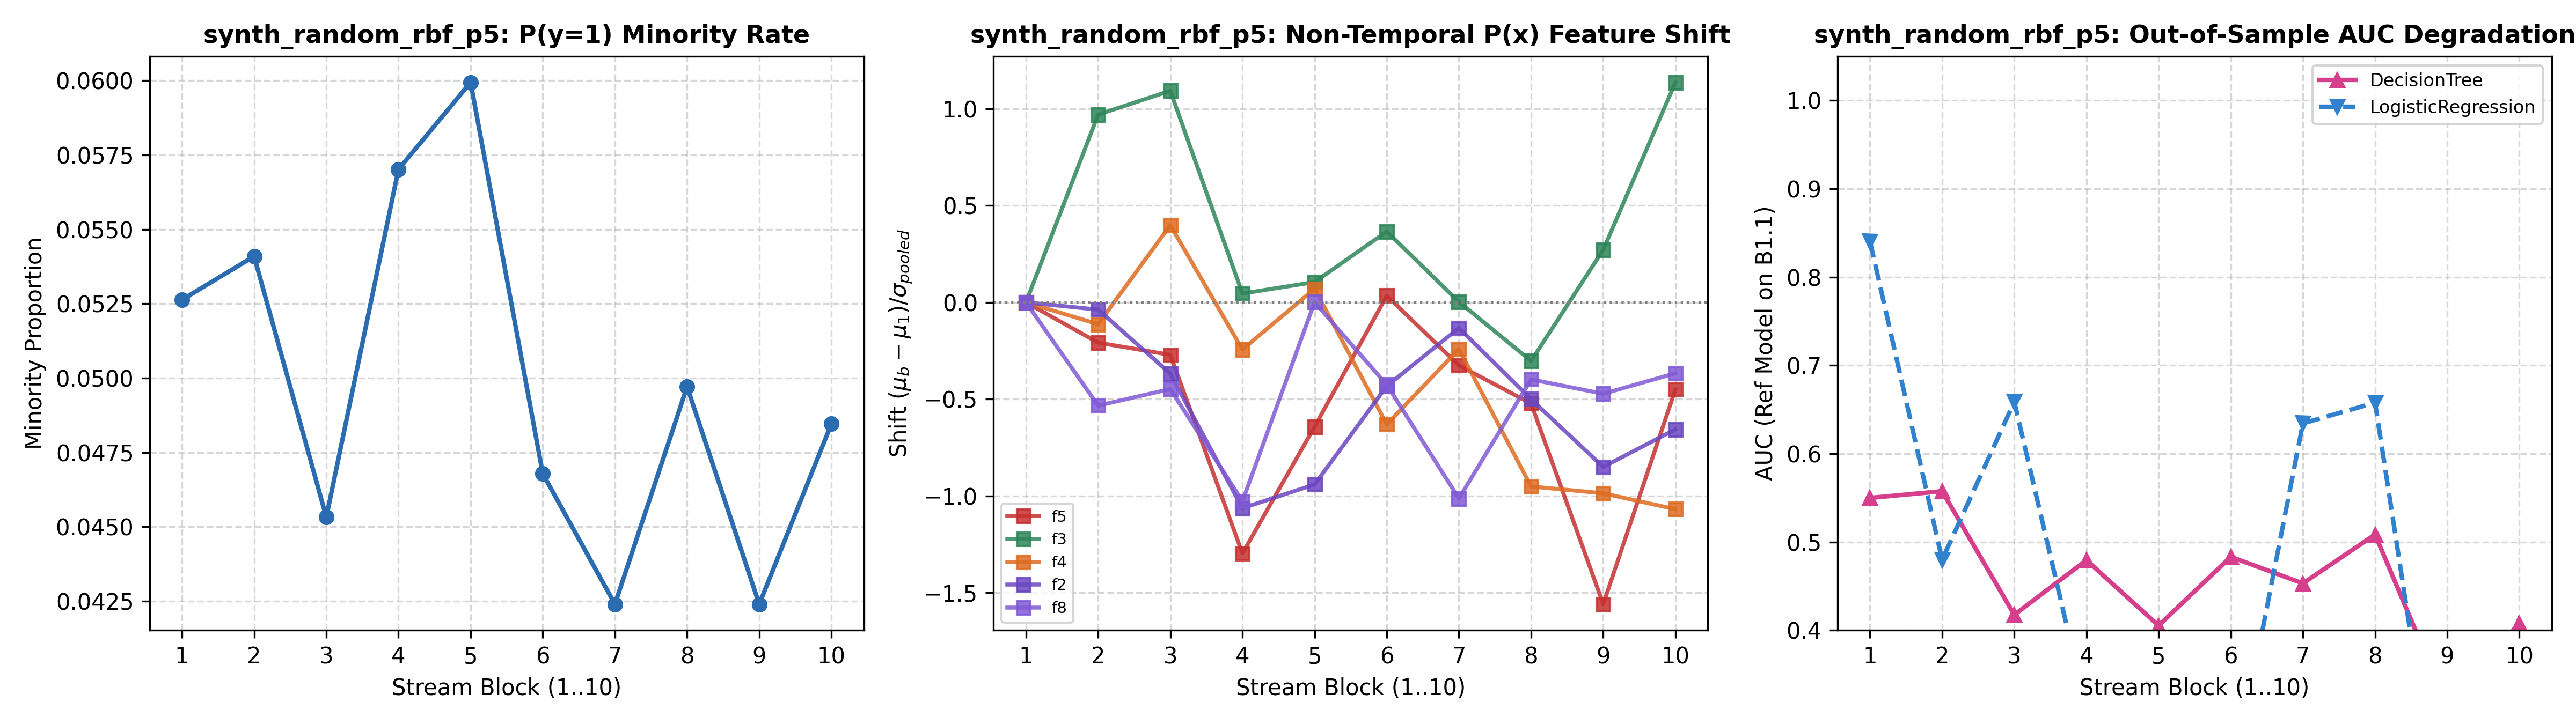 synth_random_rbf_p5: P(y=1) Minority Rate
Minority Proportion
0.0600
0.0575
0.0550
0.0525
0.0500
0.0475
0.0450
0.0425
1 2 3 4 5 6 7 8 9 10
Stream Block (1..10)
synth_random_rbf_p5: Non-Temporal P(x) Feature Shift
Shift (μ_b − μ_1)/σ_pooled
1.0
0.5
0.0
−0.5
−1.0
−1.5
f5
f3
f4
f2
f8
1 2 3 4 5 6 7 8 9 10
Stream Block (1..10)
synth_random_rbf_p5: Out-of-Sample AUC Degradation
AUC (Ref Model on B1.1)
1.0
0.9
0.8
0.7
0.6
0.5
0.4
DecisionTree
LogisticRegression
1 2 3 4 5 6 7 8 9 10
Stream Block (1..10)